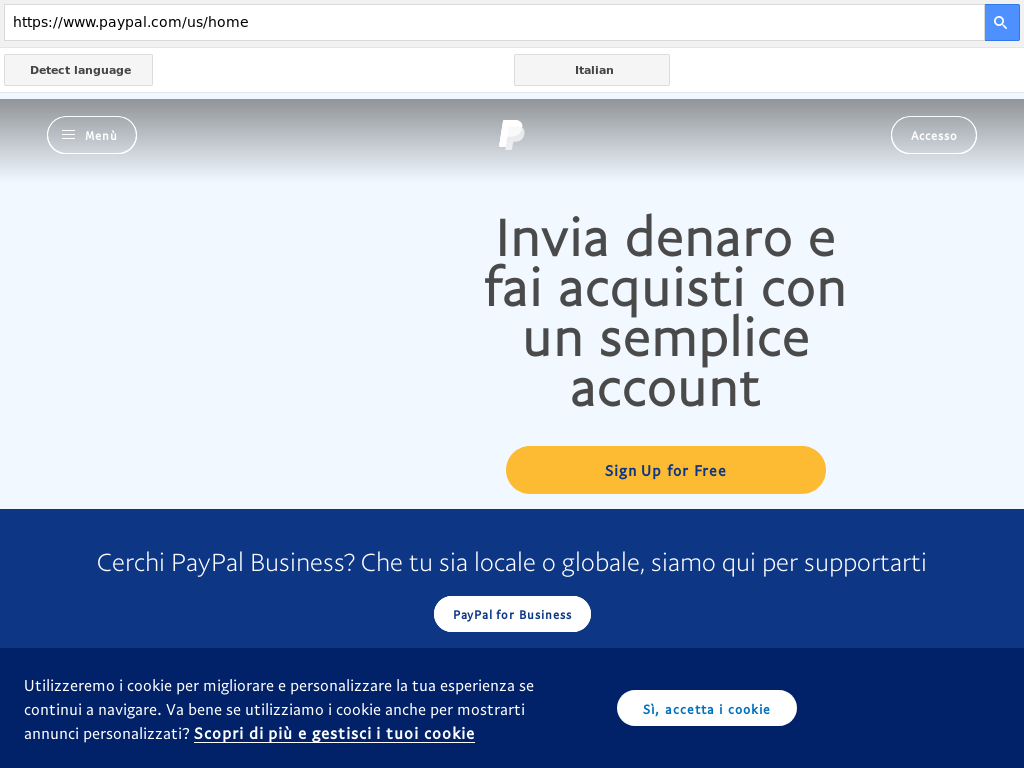 https://www.paypal.com/us/home
Detect language
Italian
Menù
Accesso
Invia denaro e
fai acquisti con
un semplice
account
Sign Up for Free
Cerchi PayPal Business? Che tu sia locale o globale, siamo qui per supportarti
PayPal for Business
Utilizzeremo i cookie per migliorare e personalizzare la tua esperienza se
continui a navigare. Va bene se utilizziamo i cookie anche per mostrarti
annunci personalizzati? Scopri di più e gestisci i tuoi cookie
Sì, accetta i cookie